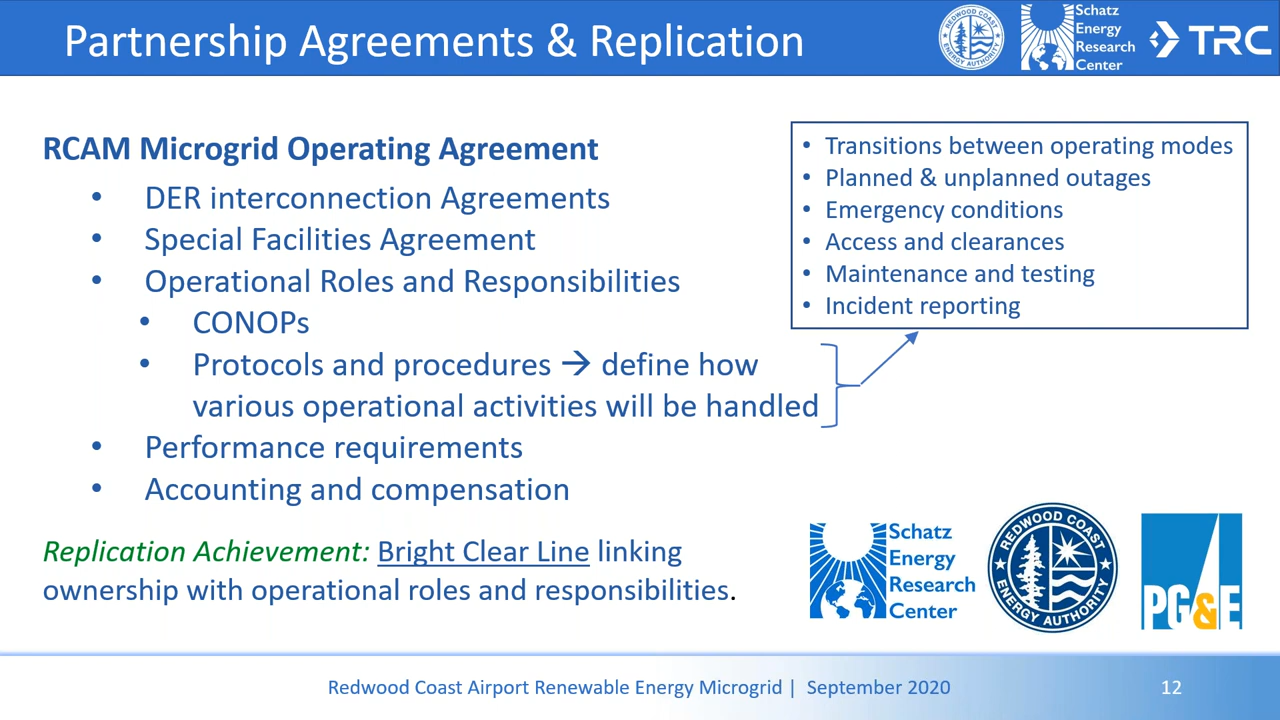 Partnership Agreements & Replication
REDWOOD COAST
ENERGY AUTHORITY
Schatz
Energy
Research
Center
TRC
RCAM Microgrid Operating Agreement
• DER interconnection Agreements
• Special Facilities Agreement
• Operational Roles and Responsibilities
• CONOPs
• Protocols and procedures → define how
various operational activities will be handled
• Performance requirements
• Accounting and compensation
• Transitions between operating modes
• Planned & unplanned outages
• Emergency conditions
• Access and clearances
• Maintenance and testing
• Incident reporting
Replication Achievement: Bright Clear Line linking
ownership with operational roles and responsibilities.
Schatz
Energy
Research
Center
REDWOOD COAST
ENERGY AUTHORITY
PG&E
Redwood Coast Airport Renewable Energy Microgrid | September 2020
12